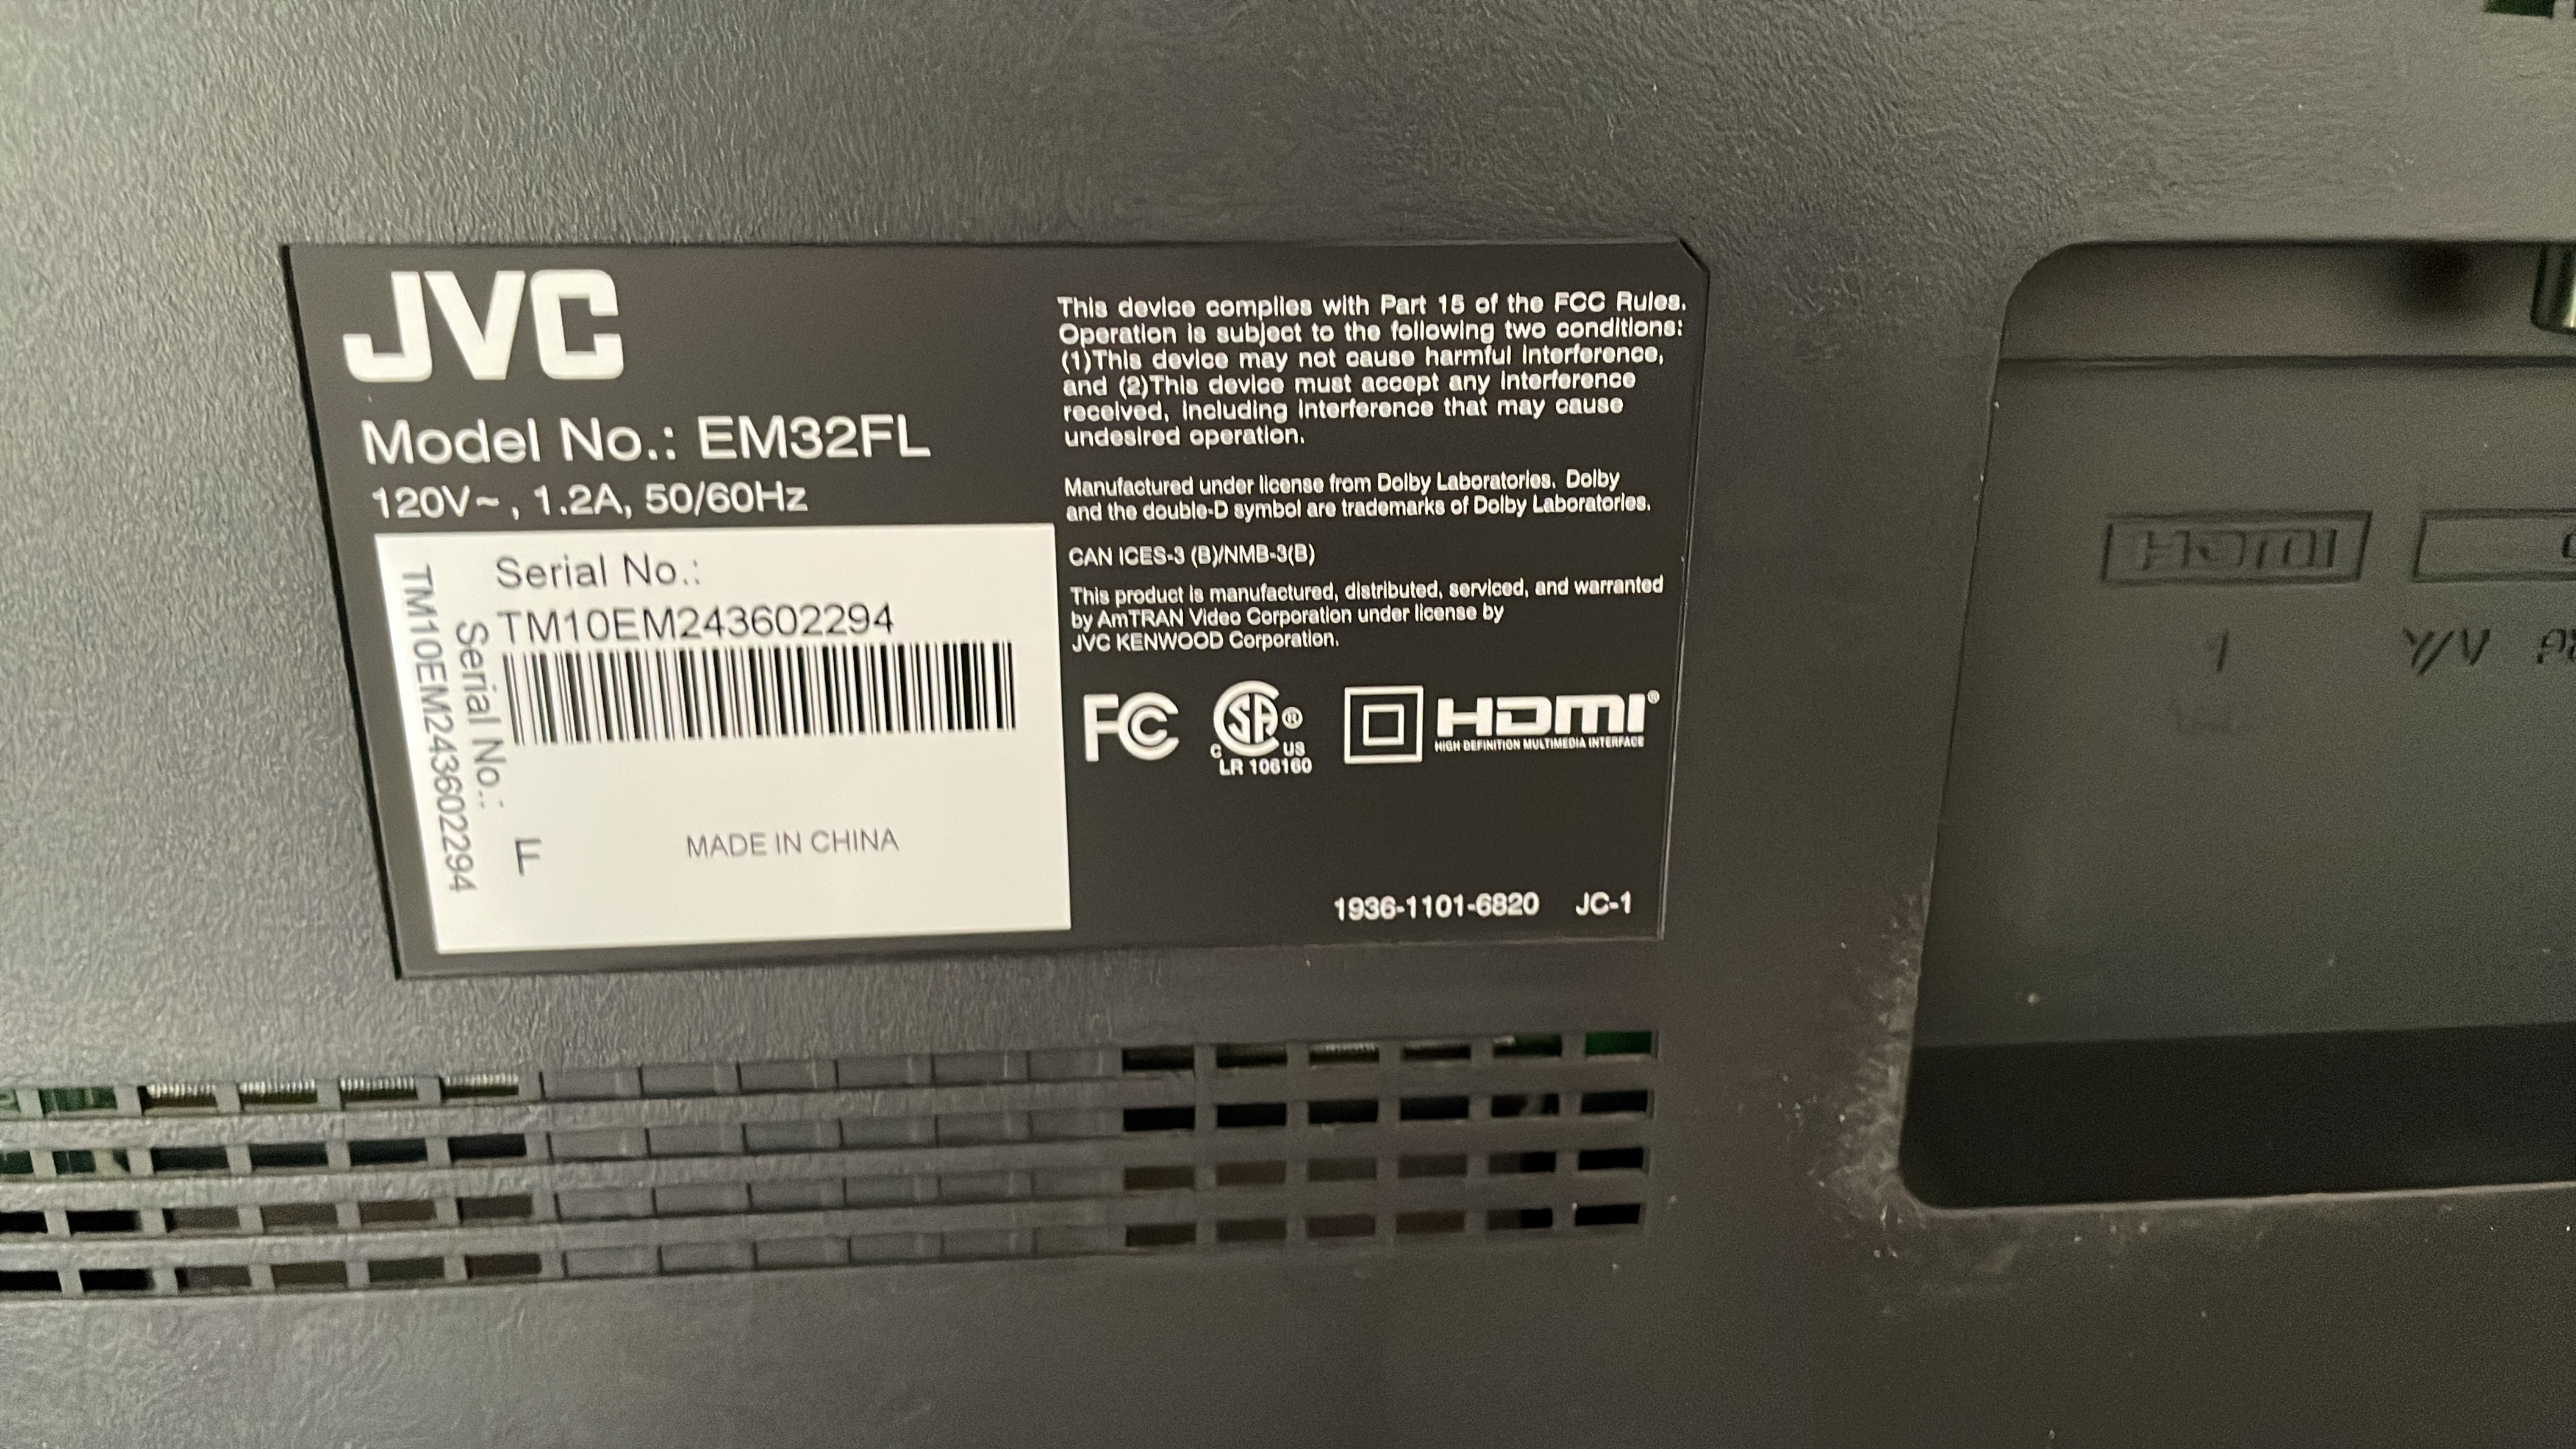 JVC
Model No.: EM32FL
120V~, 1.2A, 50/60Hz
Serial No.:
TM10EM243602294
Serial No.:
TM10EM243602294
F
MADE IN CHINA
This device complies with Part 15 of the FCC Rules.
Operation is subject to the following two conditions:
(1)This device may not cause harmful interference,
and (2)This device must accept any interference
received, including interference that may cause
undesired operation.
Manufactured under license from Dolby Laboratories. Dolby
and the double-D symbol are trademarks of Dolby Laboratories.
CAN ICES-3 (B)/NMB-3(B)
This product is manufactured, distributed, serviced, and warranted
by AmTRAN Video Corporation under license by
JVC KENWOOD Corporation.
FC
SA®
C US
LR 106160
HDMI®
HIGH DEFINITION MULTIMEDIA INTERFACE
1936-1101-6820 JC-1
HDMI
1
Y/V